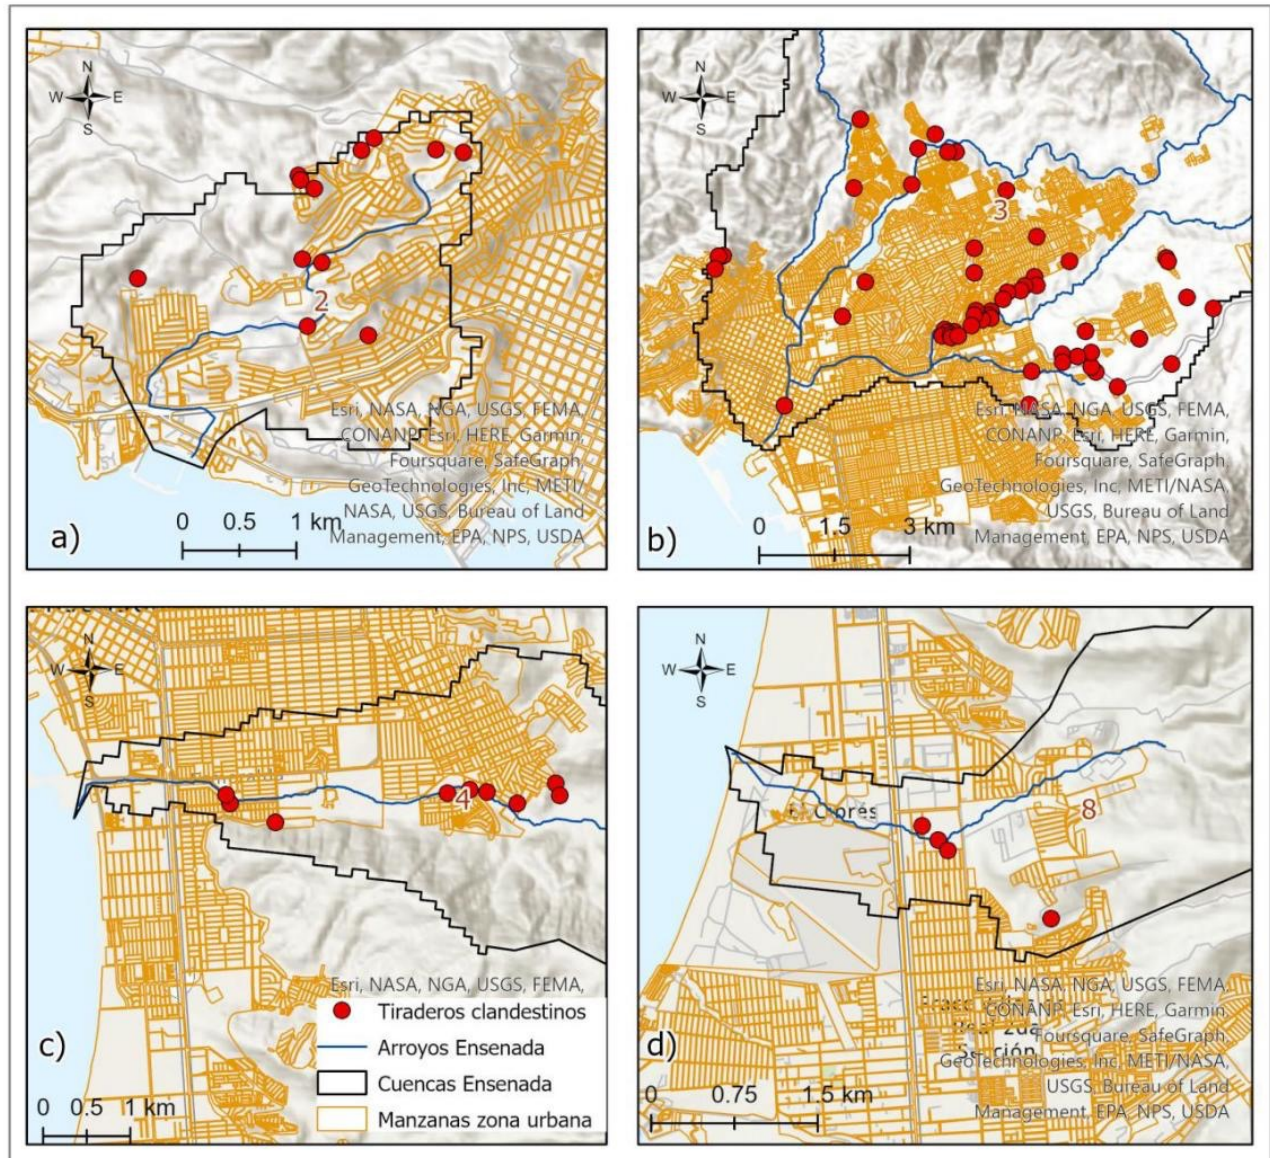 N
W E
S
2
Esri, NASA, NGA, USGS, FEMA,
CONANP, Esri, HERE, Garmin,
Foursquare, SafeGraph,
GeoTechnologies, Inc, METI/
NASA, USGS, Bureau of Land
Management, EPA, NPS, USDA
0 0.5 1 km
a)
N
W E
S
3
Esri, NASA, NGA, USGS, FEMA,
CONANP, Esri, HERE, Garmin,
Foursquare, SafeGraph,
GeoTechnologies, Inc, METI/NASA,
USGS, Bureau of Land
Management, EPA, NPS, USDA
0 1.5 3 km
b)
N
W E
S
4
Esri, NASA, NGA, USGS, FEMA,
Tiraderos clandestinos
Arroyos Ensenada
Cuencas Ensenada
Manzanas zona urbana
c)
0 0.5 1 km
N
W E
S
8
Esri, NASA, NGA, USGS, FEMA,
CONANP, Esri, HERE, Garmin,
Foursquare, SafeGraph,
2da
Sección
GeoTechnologies, Inc, METI/NASA,
USGS, Bureau of Land
Management, EPA, NPS, USDA
d)
0 0.75 1.5 km